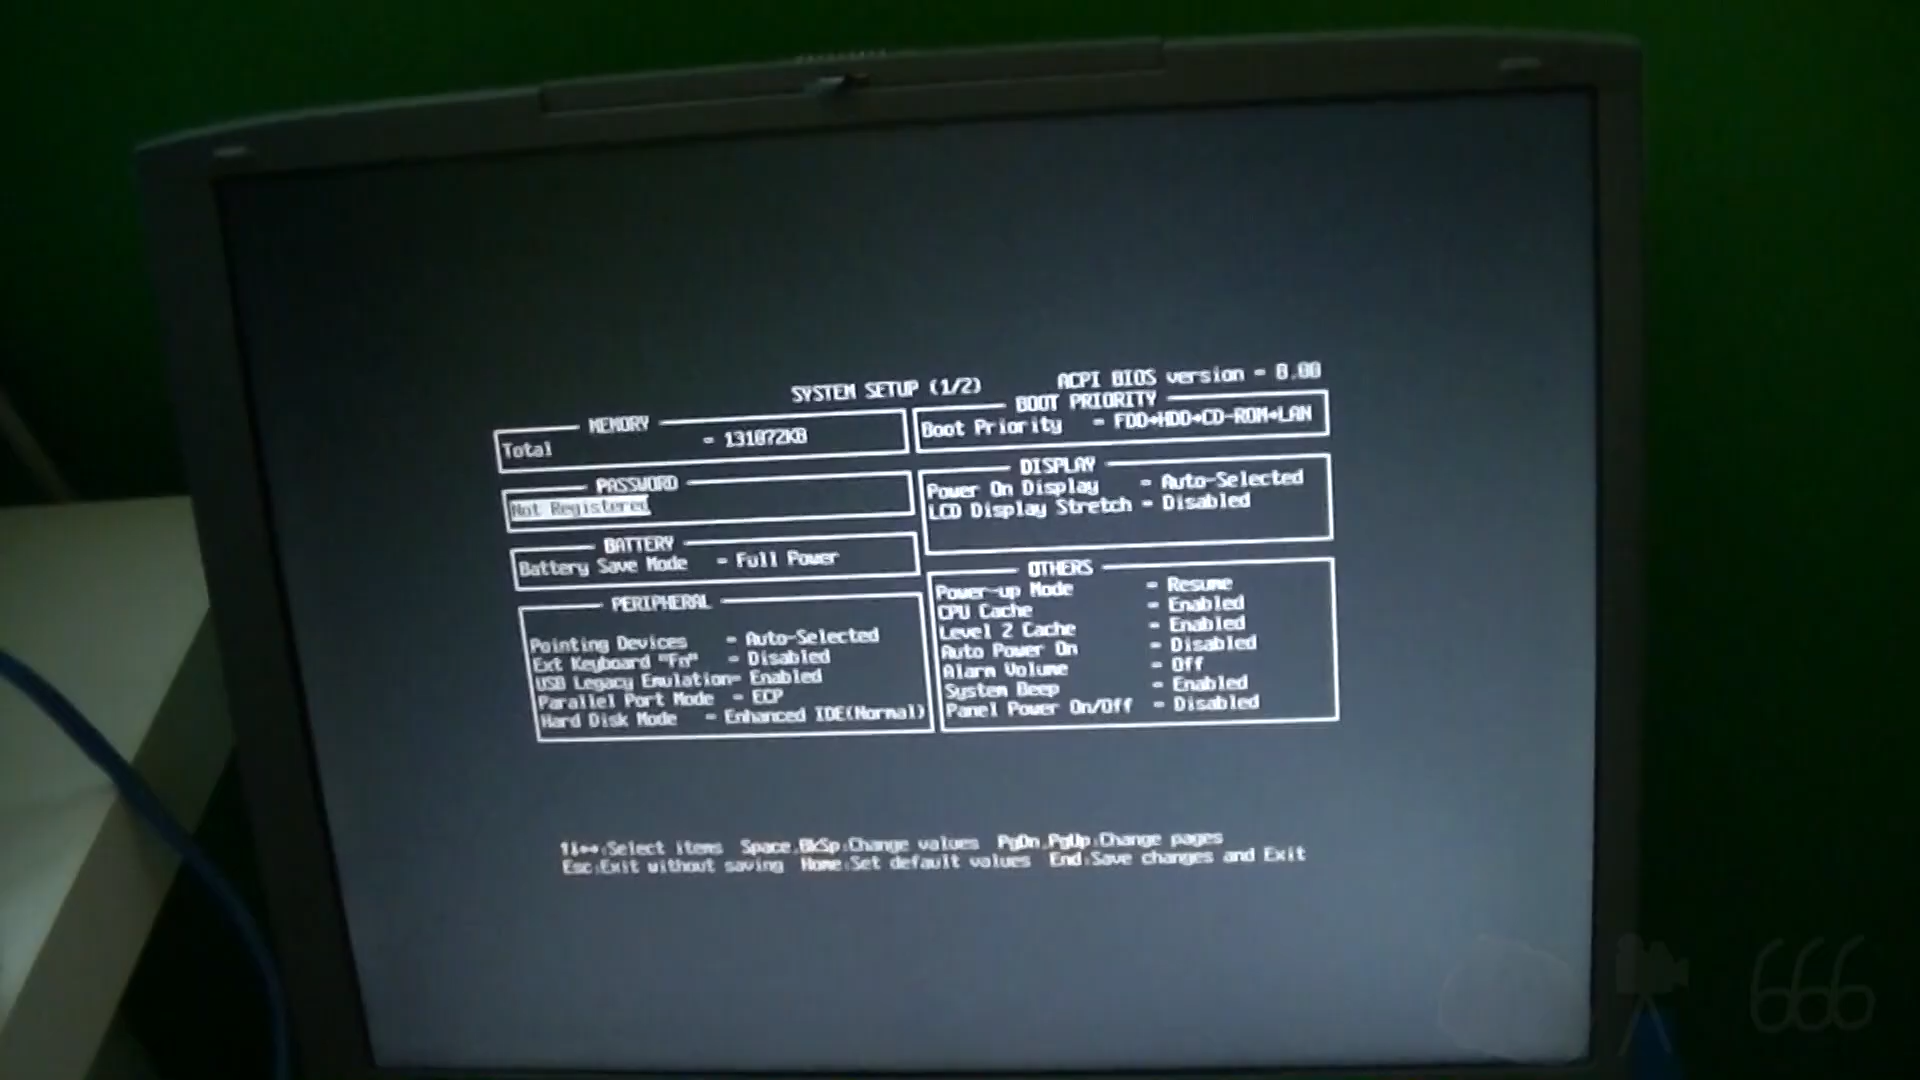 SYSTEM SETUP (1/2) ACPI BIOS version = 8.00
MEMORY
Total = 131072KB
PASSWORD
Not Registered
BATTERY
Battery Save Mode = Full Power
PERIPHERAL
Pointing Devices = Auto-Selected
Ext Keyboard "Fn" = Disabled
USB Legacy Emulation= Enabled
Parallel Port Mode = ECP
Hard Disk Mode = Enhanced IDE(Normal)
BOOT PRIORITY
Boot Priority = FDD→HDD→CD-ROM→LAN
DISPLAY
Power On Display = Auto-Selected
LCD Display Stretch = Disabled
OTHERS
Power-up Mode = Resume
CPU Cache = Enabled
Level 2 Cache = Enabled
Auto Power On = Disabled
Alarm Volume = Off
System Beep = Enabled
Panel Power On/Off = Disabled
↑↓←→:Select items Space,BkSp:Change values PgDn,PgUp:Change pages
Esc:Exit without saving Home:Set default values End:Save changes and Exit
666